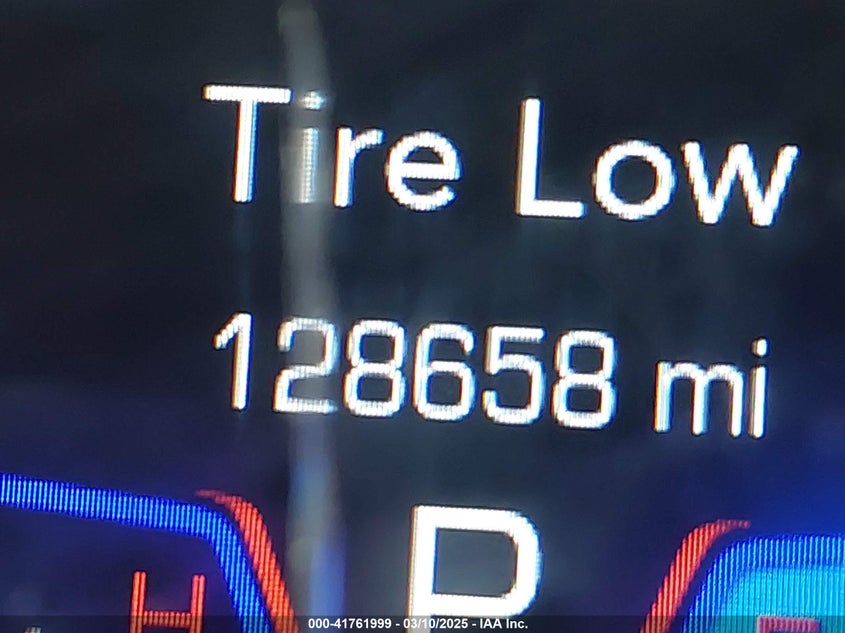 Tire Low
128658 mi
P
H
000-41761999 - 03/10/2025 - IAA Inc.